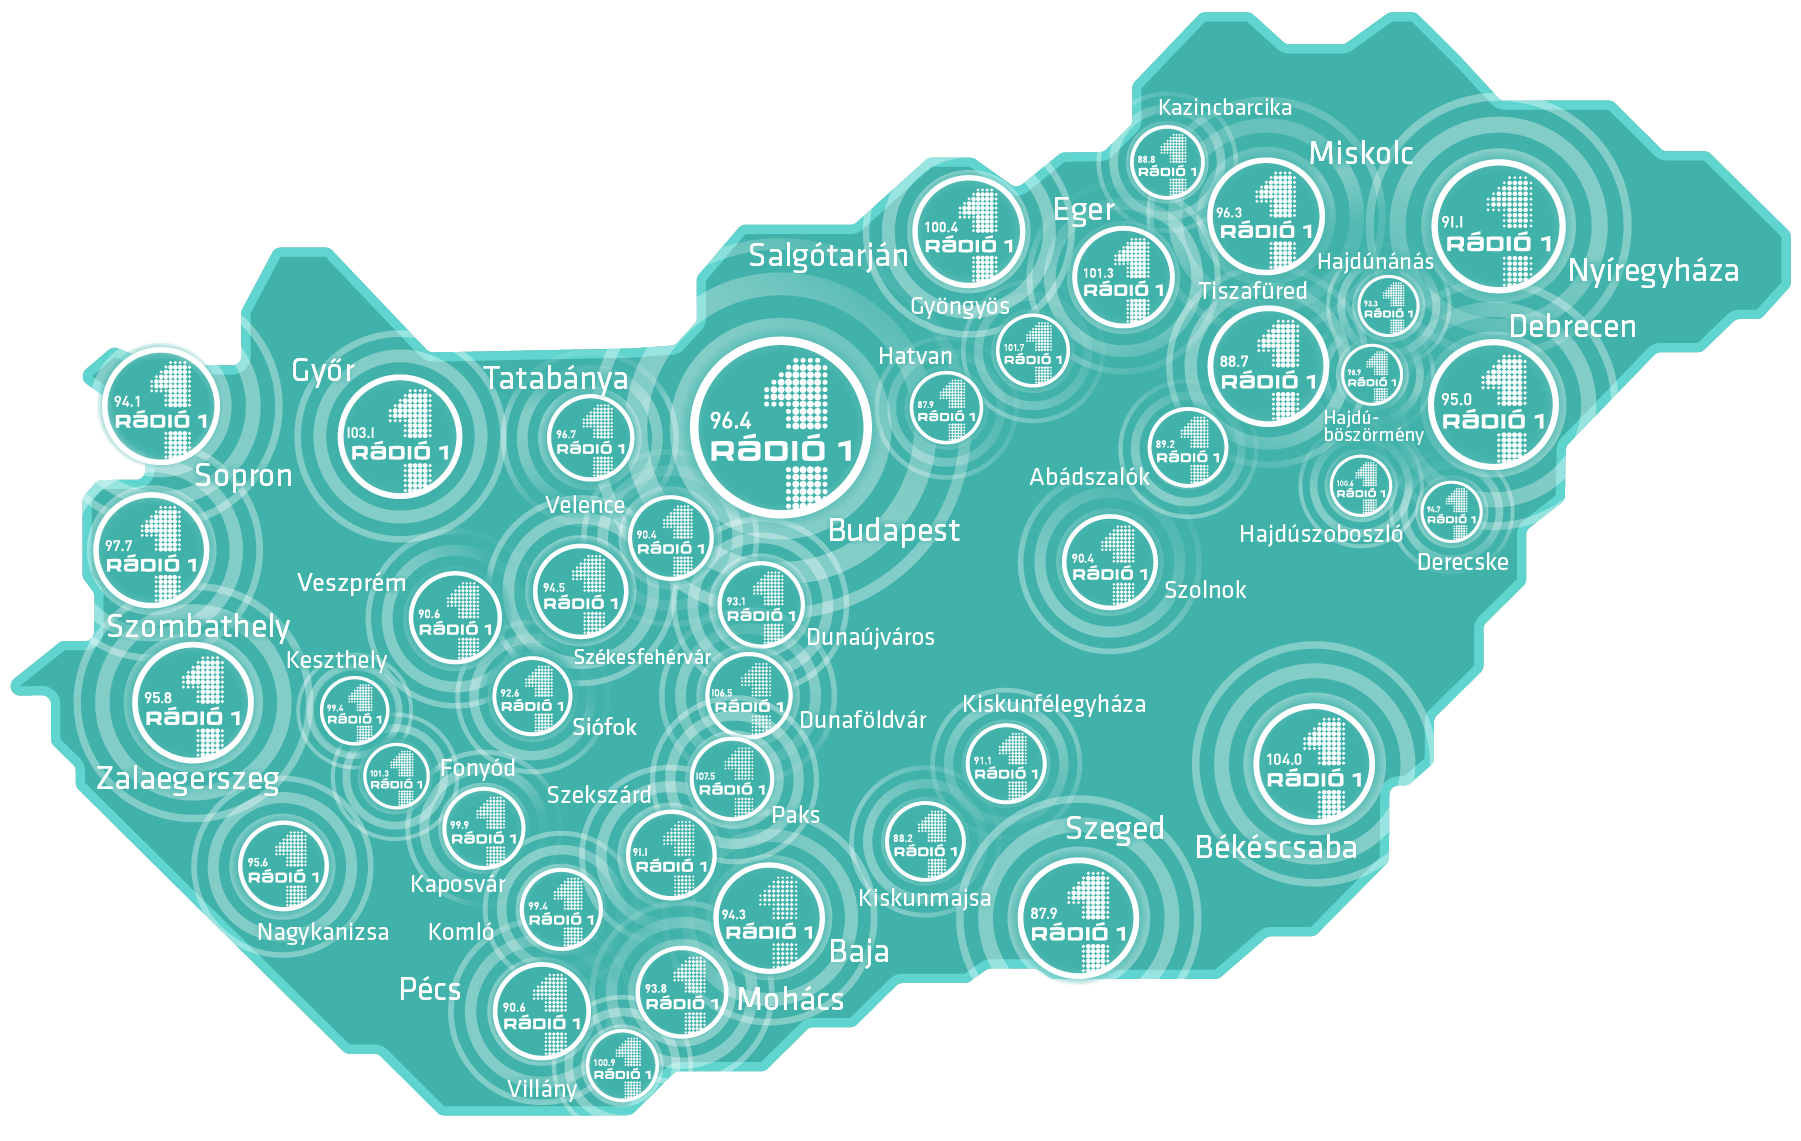 Kazincbarcika
88.8
RáDIÓ 1
Miskolc
96.3
RáDIÓ 1
Eger
101.3
RáDIÓ 1
Salgótarján
100.4
RáDIÓ 1
Nyíregyháza
91.1
RáDIÓ 1
Hajdúnánás
93.3
RáDIÓ 1
Tiszafüred
88.7
RáDIÓ 1
Gyöngyös
101.7
RáDIÓ 1
Debrecen
95.0
RáDIÓ 1
Hatvan
87.9
RáDIÓ 1
Hajdú-
böszörmény
98.9
RáDIÓ 1
Győr
103.1
RáDIÓ 1
Tatabánya
96.7
RáDIÓ 1
94.1
RáDIÓ 1
Sopron
96.4
RáDIÓ 1
Budapest
89.2
RáDIÓ 1
Abádszalók
100.6
RáDIÓ 1
Hajdúszoboszló
94.7
RáDIÓ 1
Derecske
Velence
90.4
RáDIÓ 1
97.7
RáDIÓ 1
Szombathely
90.4
RáDIÓ 1
Szolnok
Veszprém
90.6
RáDIÓ 1
94.5
RáDIÓ 1
Székesfehérvár
93.1
RáDIÓ 1
Dunaújváros
Keszthely
99.4
RáDIÓ 1
95.8
RáDIÓ 1
Zalaegerszeg
92.6
RáDIÓ 1
Siófok
106.5
RáDIÓ 1
Dunaföldvár
Kiskunfélegyháza
91.1
RáDIÓ 1
104.0
RáDIÓ 1
Békéscsaba
101.3
RáDIÓ 1
Fonyód
107.5
RáDIÓ 1
Paks
Szekszárd
91.1
RáDIÓ 1
99.9
RáDIÓ 1
Kaposvár
88.2
RáDIÓ 1
Kiskunmajsa
Szeged
87.9
RáDIÓ 1
95.6
RáDIÓ 1
Nagykanizsa
99.4
RáDIÓ 1
Komló
94.3
RáDIÓ 1
Baja
Pécs
90.6
RáDIÓ 1
93.8
RáDIÓ 1
Mohács
100.9
RáDIÓ 1
Villány